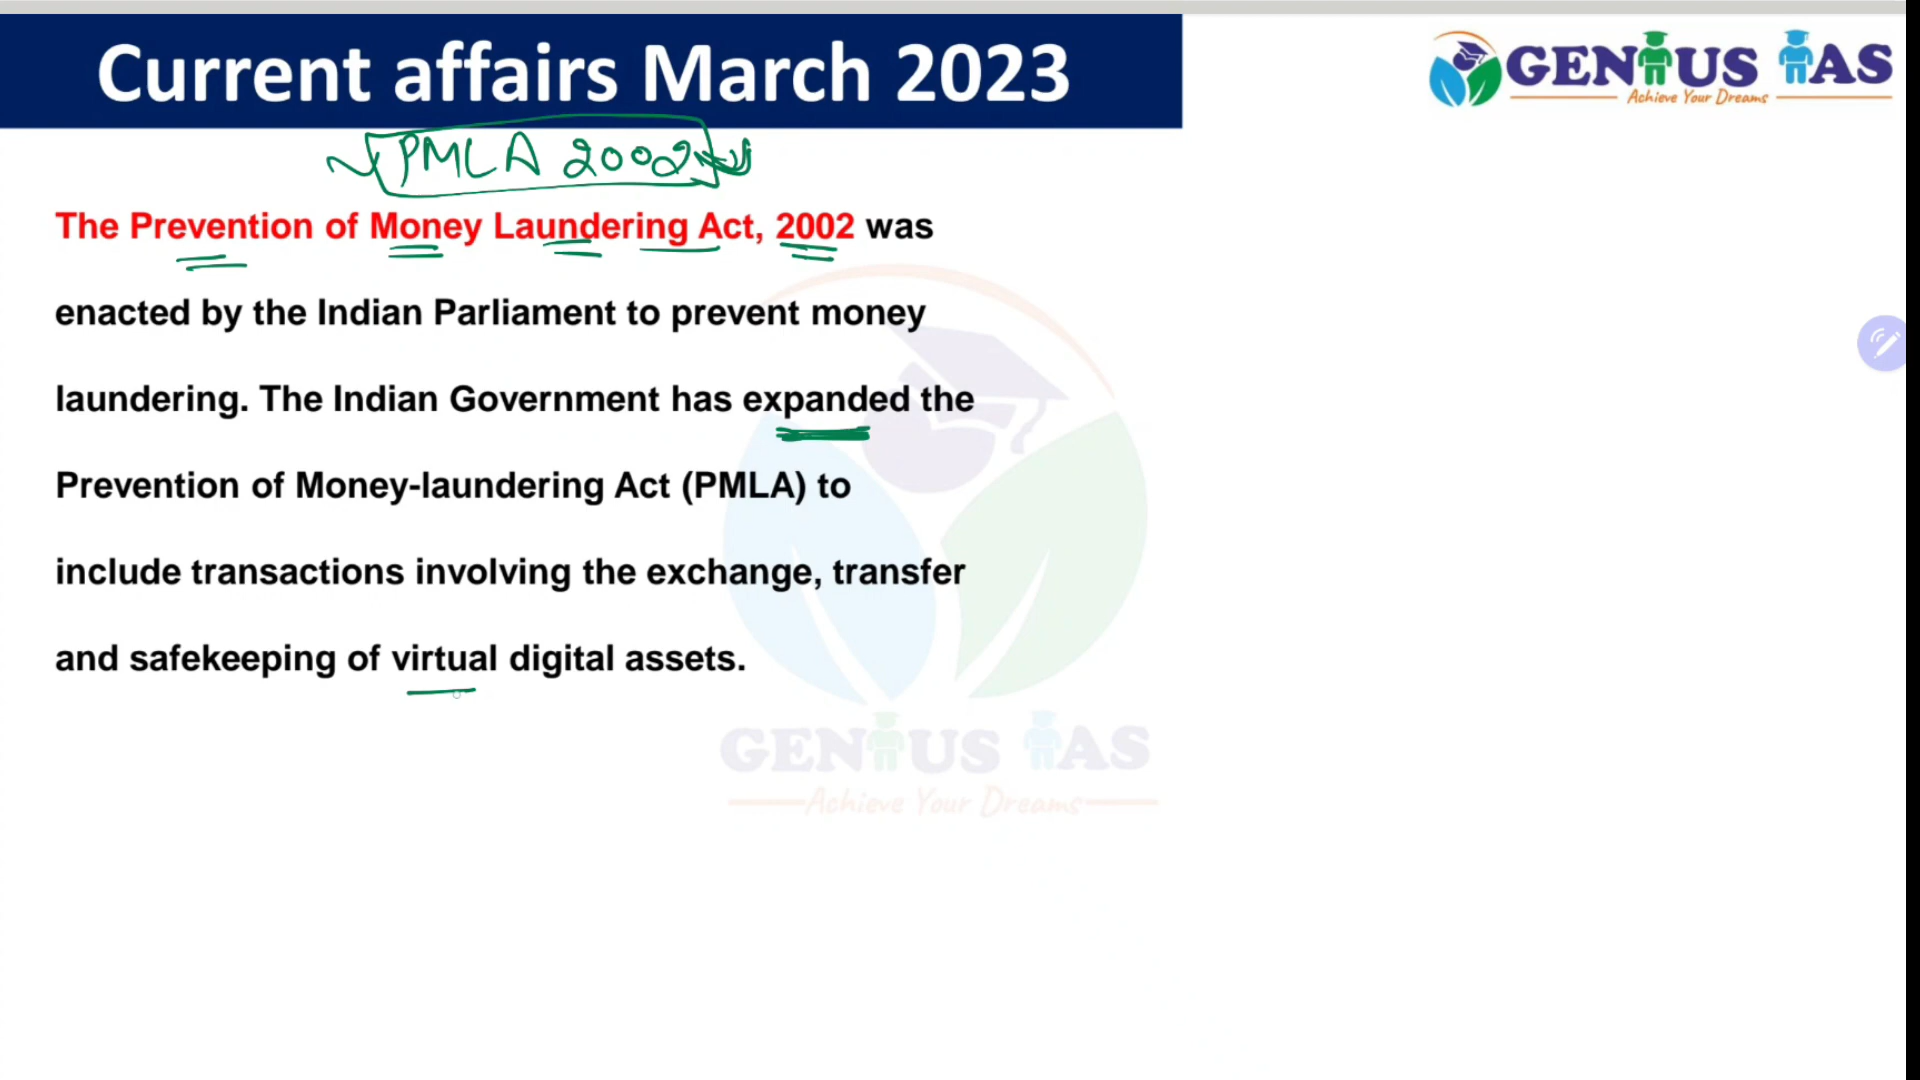 Current affairs March 2023
GENIUS IAS
Achieve Your Dreams
PMLA 2002
The Prevention of Money Laundering Act, 2002 was
enacted by the Indian Parliament to prevent money
laundering. The Indian Government has expanded the
Prevention of Money-laundering Act (PMLA) to
include transactions involving the exchange, transfer
and safekeeping of virtual digital assets.
GENIUS IAS
Achieve Your Dreams